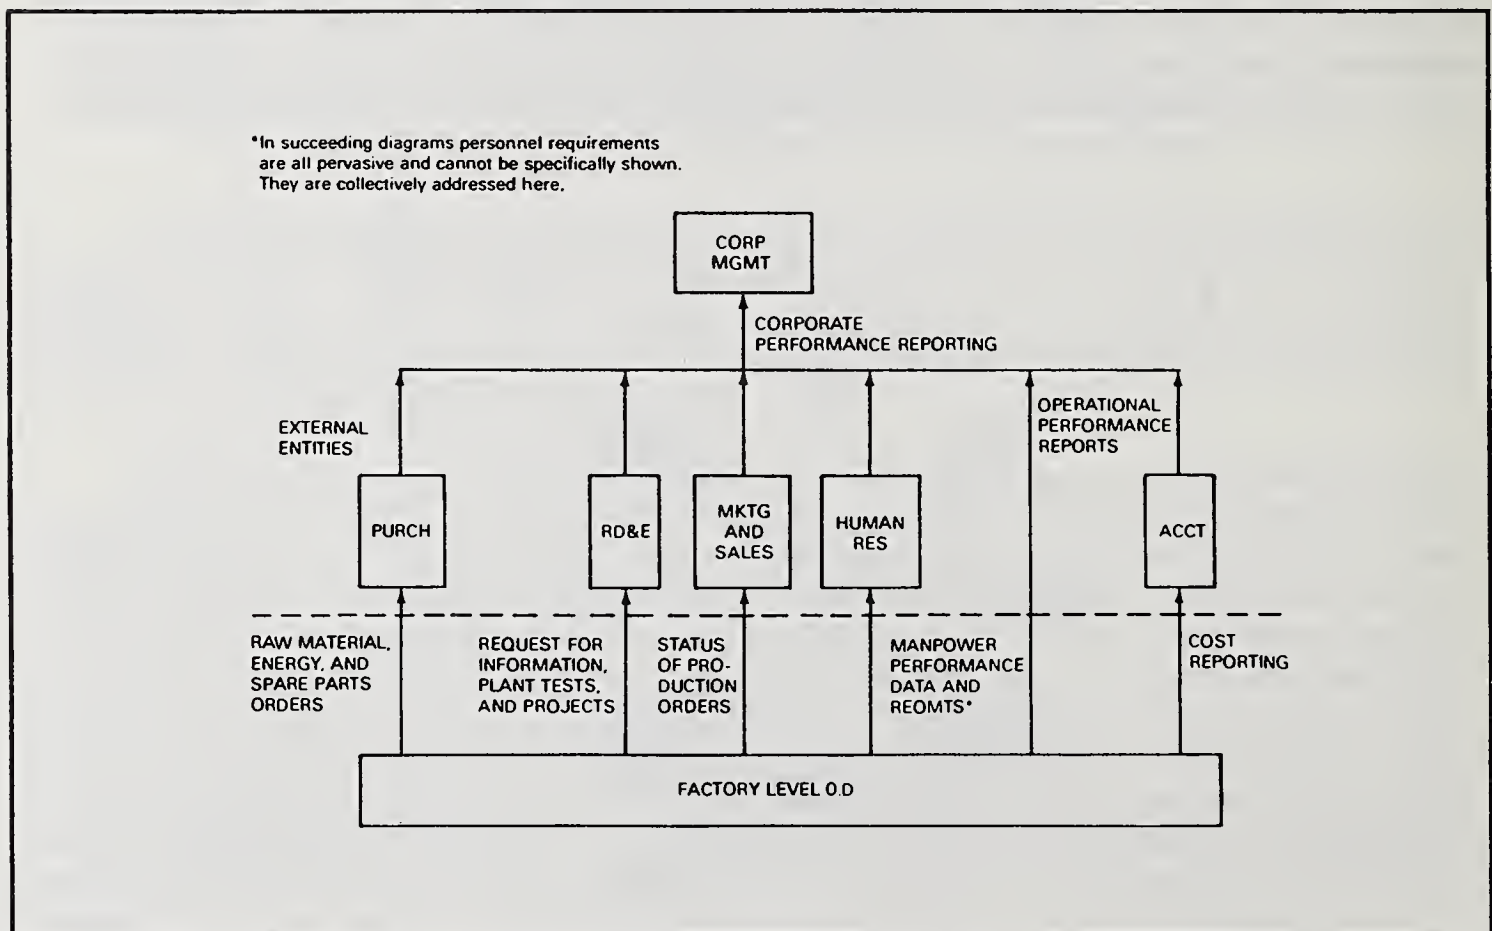 *In succeeding diagrams personnel requirements
are all pervasive and cannot be specifically shown.
They are collectively addressed here.
CORP
MGMT
CORPORATE
PERFORMANCE REPORTING
EXTERNAL
ENTITIES
OPERATIONAL
PERFORMANCE
REPORTS
PURCH
RD&E
MKTG
AND
SALES
HUMAN
RES
ACCT
RAW MATERIAL,
ENERGY, AND
SPARE PARTS
ORDERS
REQUEST FOR
INFORMATION,
PLANT TESTS,
AND PROJECTS
STATUS
OF PRO-
DUCTION
ORDERS
MANPOWER
PERFORMANCE
DATA AND
REOMTS*
COST
REPORTING
FACTORY LEVEL 0.D